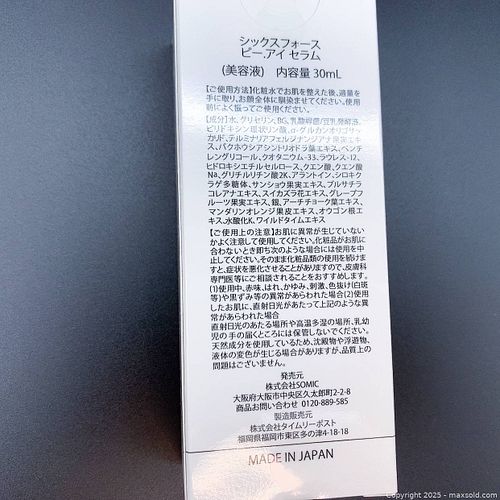 シックスフォース
ピー.アイ セラム
(美容液) 内容量 30mL
【ご使用方法】化粧水でお肌を整えた後、適量を
手に取り、お顔全体に馴染ませてください。使用
前によく振ってご使用ください。
【成分】水、グリセリン、BG、乳酸桿菌/豆乳発酵液、
ピリドキシン環状リン酸、α-グルカンオリゴサッ
カリド、テルミナリアフェルジナンジアナ果実エキ
ス、バクホウシアシントリオドラ葉エキス、ペンチ
レングリコール、クオタニウム-33、ラウレス-12、
ヒドロキシエチルセルロース、クエン酸、クエン酸
Na、グリチルリチン酸2K、アラントイン、シロキク
ラゲ多糖体、サンショウ果実エキス、プルサチラ
コレアナエキス、スイカズラ花エキス、グレープフ
ルーツ果実エキス、銀、アーチチョーク葉エキス、
マンダリンオレンジ果皮エキス、オウゴン根エ
キス、水酸化K、ワイルドタイムエキス
【ご使用上の注意】お肌に異常が生じていない
かよく注意して使用してください。化粧品がお肌に
合わないとき即ち次のような場合には使用を中
止してください。そのまま化粧品類の使用を続けま
すと、症状を悪化させることがありますので、皮膚科
専門医等にご相談されることをおすすめします。
(1)使用中、赤味、はれ、かゆみ、刺激、色抜け(白斑
等)や黒ずみ等の異常があらわれた場合(2)使用
したお肌に、直射日光があたって上記のような異
常があらわれた場合
直射日光のあたる場所や高温多湿の場所、乳幼
児の手の届くところには保管しないでください。
天然成分を使用しているため、沈殿物や浮遊物、
液体の変色が生じる場合がありますが、品質上の
問題はございません。
発売元
株式会社SOMIC
大阪府大阪市中央区久太郎町2-2-8
商品お問い合わせ 0120-889-585
製造販売元
株式会社タイムリーポスト
福岡県福岡市東区多の津4-18-18
MADE IN JAPAN
Copyright 2025 - maxsold.com